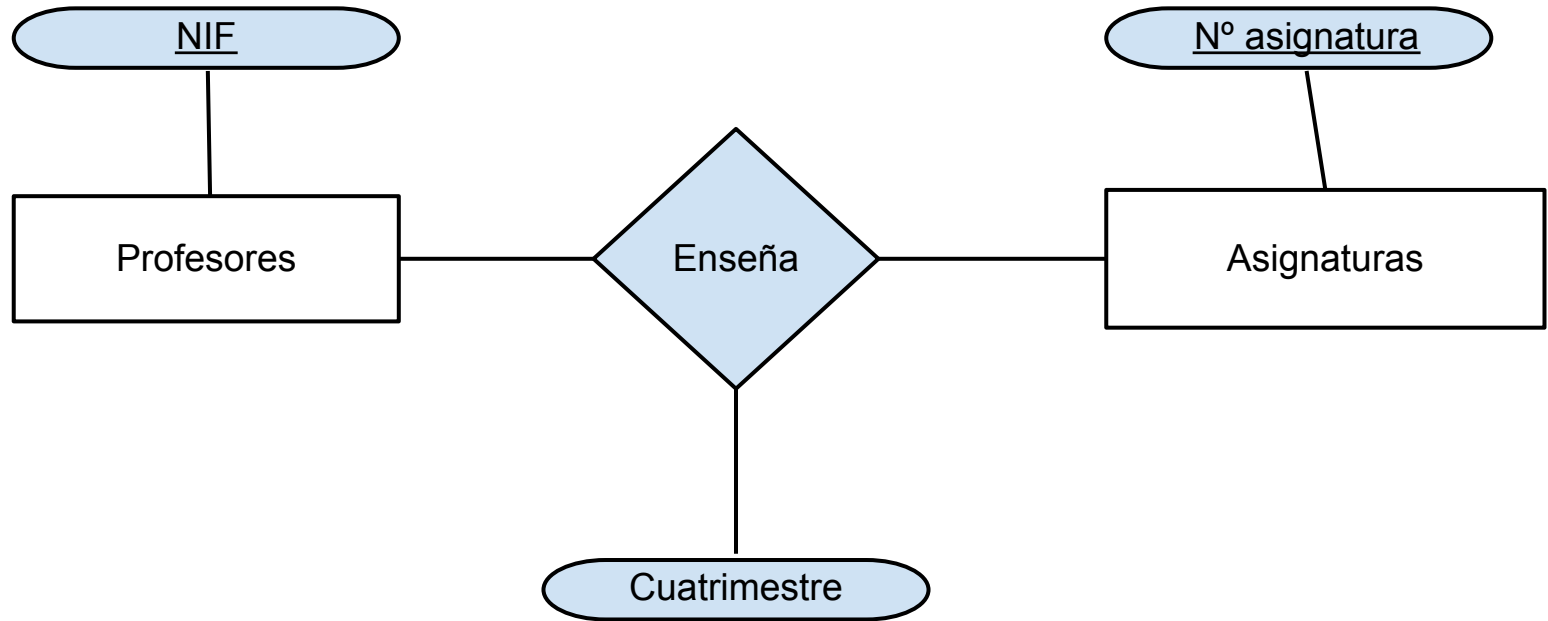 NIF
Nº asignatura
Profesores
Enseña
Asignaturas
Cuatrimestre